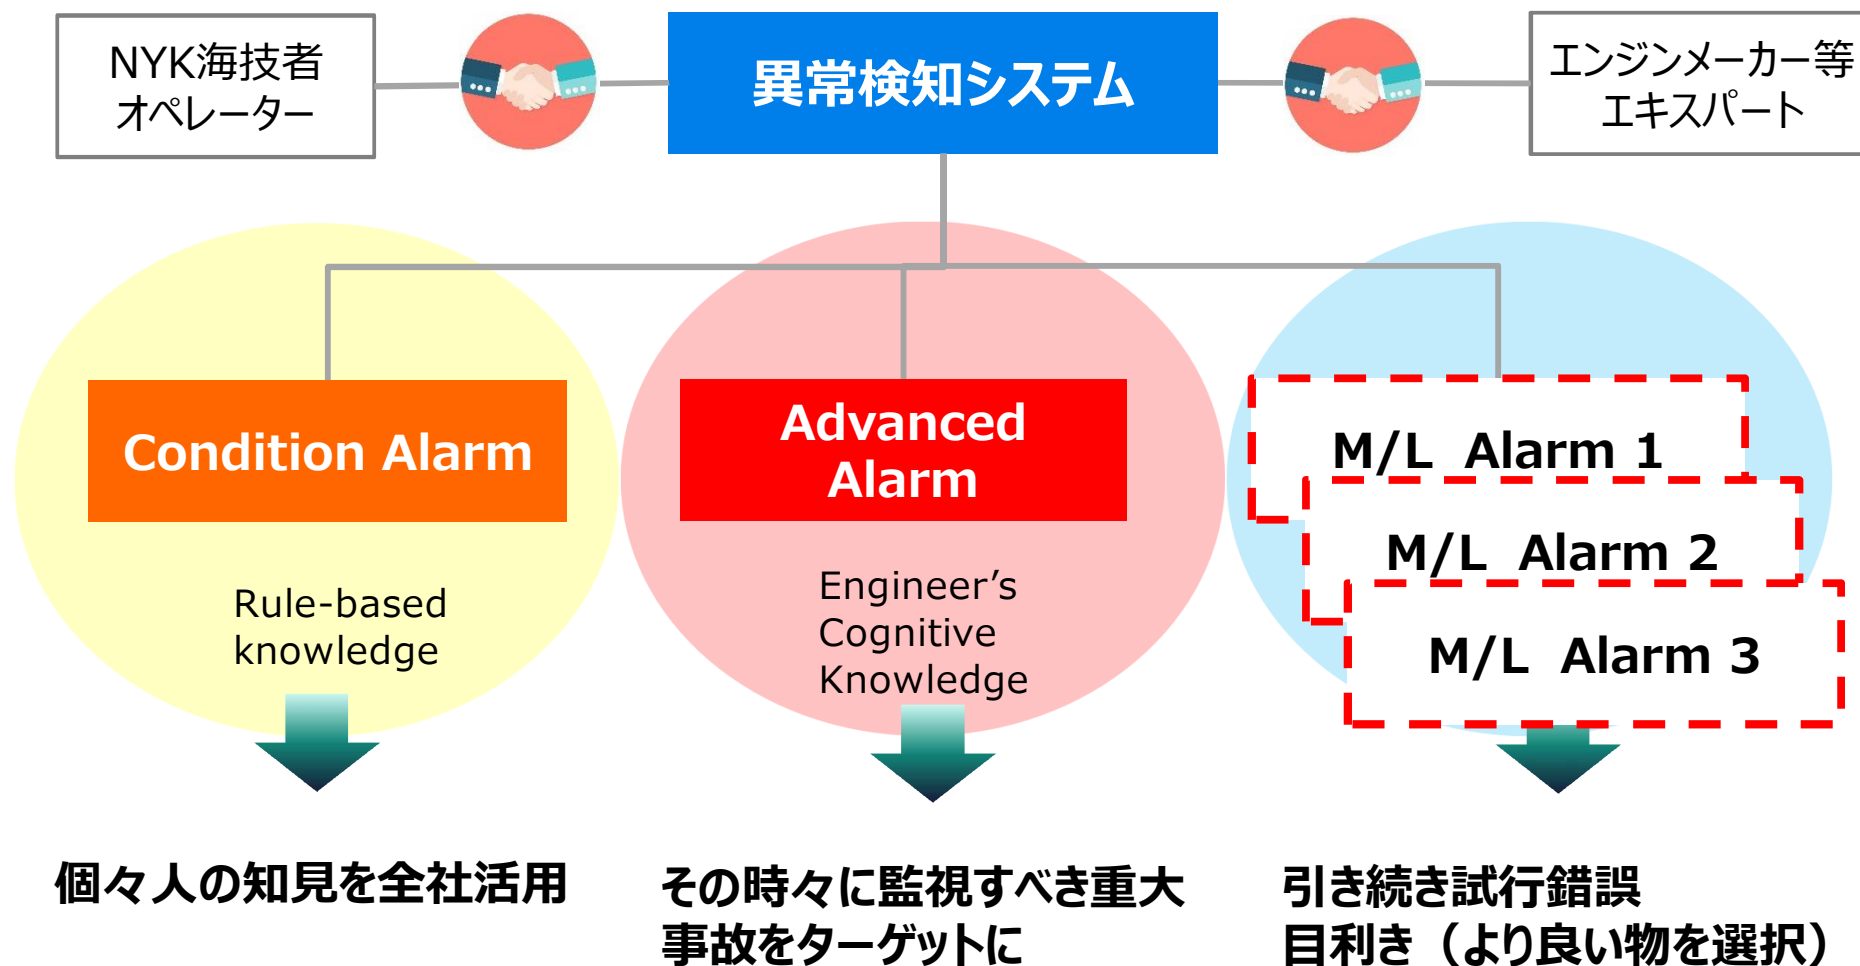 NYK海技者
オペレーター
異常検知システム
エンジンメーカー等
エキスパート
Condition Alarm
Rule-based
knowledge
個々人の知見を全社活用
Advanced
Alarm
Engineer’s
Cognitive
Knowledge
その時々に監視すべき重大
事故をターゲットに
M/L Alarm 1
M/L Alarm 2
M/L Alarm 3
引き続き試行錯誤
目利き（より良い物を選択）